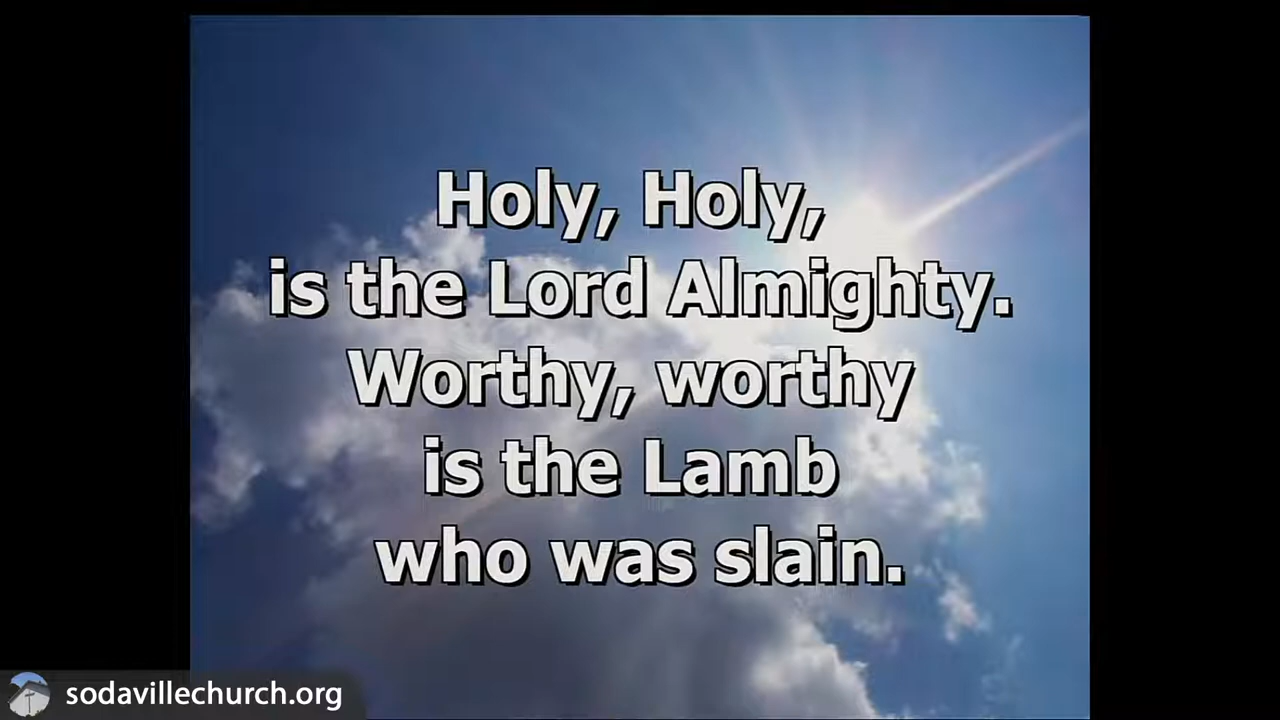 Holy, Holy,
is the Lord Almighty.
Worthy, worthy
is the Lamb
who was slain.
sodavillechurch.org